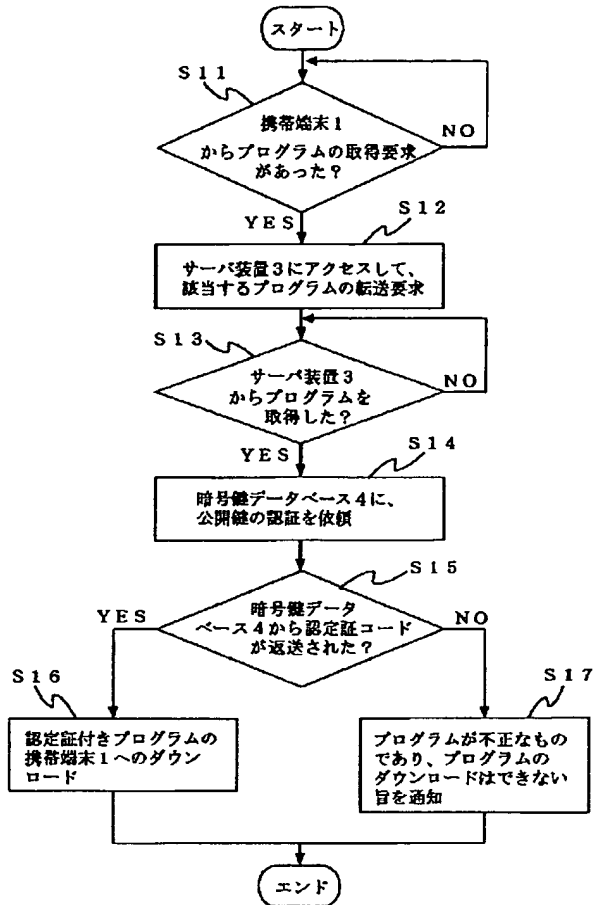 スタート
S11
携帯端末1
からプログラムの取得要求
があった?
NO
YES
S12
サーバ装置3にアクセスして、
該当するプログラムの転送要求
S13
サーバ装置3
からプログラムを
取得した?
NO
YES
S14
暗号鍵データベース4に、
公開鍵の認証を依頼
S15
暗号鍵データ
ベース4から認定証コード
が返送された?
YES
NO
S16
認定証付きプログラムの
携帯端末1へのダウン
ロード
S17
プログラムが不正なもの
であり、プログラムの
ダウンロードはできない
旨を通知
エンド